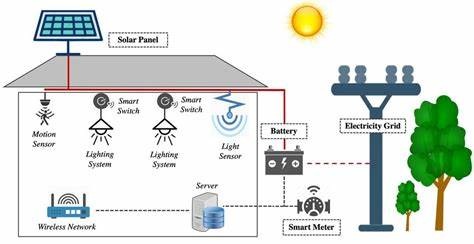 Solar Panel
Smart
Switch
Smart
Switch
Motion
Sensor
Lighting
System
Lighting
System
Light
Sensor
Battery
Electricity Grid
Server
Wireless Network
Smart Meter